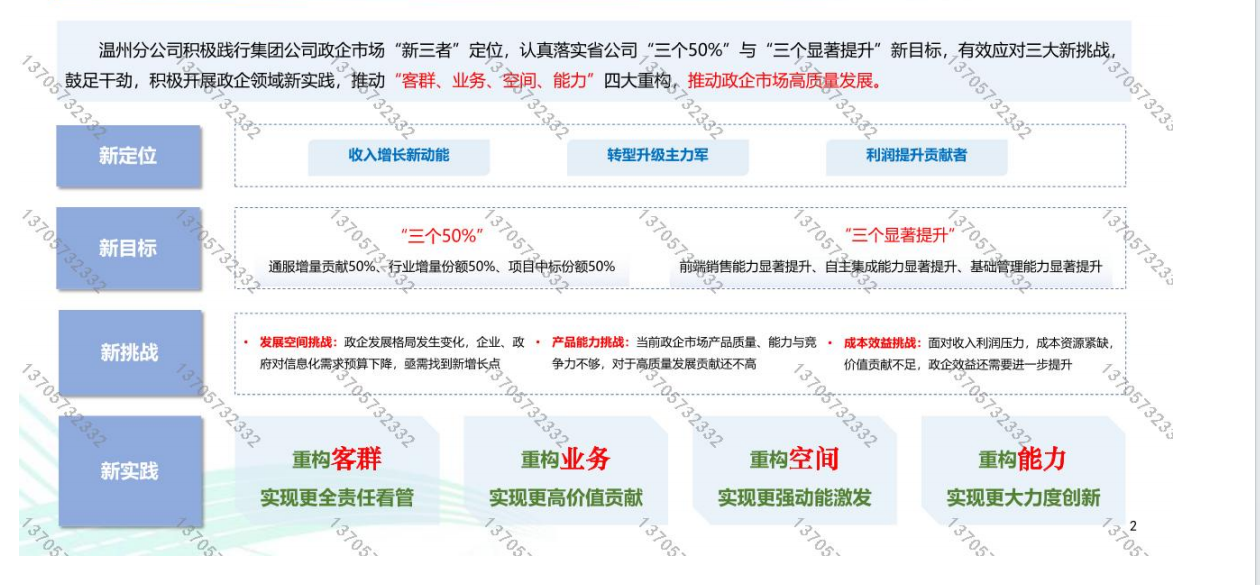 温州分公司积极践行集团公司政企市场“新三者”定位，认真落实省公司“三个50%”与“三个显著提升”新目标，有效应对三大新挑战，
鼓足干劲，积极开展政企领域新实践，推动“客群、业务、空间、能力”四大重构，推动政企市场高质量发展。
新定位
收入增长新动能
转型升级主力军
利润提升贡献者
新目标
“三个50%”
通服增量贡献50%、行业增量份额50%、项目中标份额50%
“三个显著提升”
前端销售能力显著提升、自主集成能力显著提升、基础管理能力显著提升
新挑战
• 发展空间挑战：政企发展格局发生变化，企业、政
府对信息化需求预算下降，亟需找到新增长点
• 产品能力挑战：当前政企市场产品质量、能力与竞
争力不够，对于高质量发展贡献还不高
• 成本效益挑战：面对收入利润压力，成本资源紧缺，
价值贡献不足，政企效益还需要进一步提升
新实践
重构客群
实现更全责任看管
重构业务
实现更高价值贡献
重构空间
实现更强动能激发
重构能力
实现更大力度创新
2
13705732332